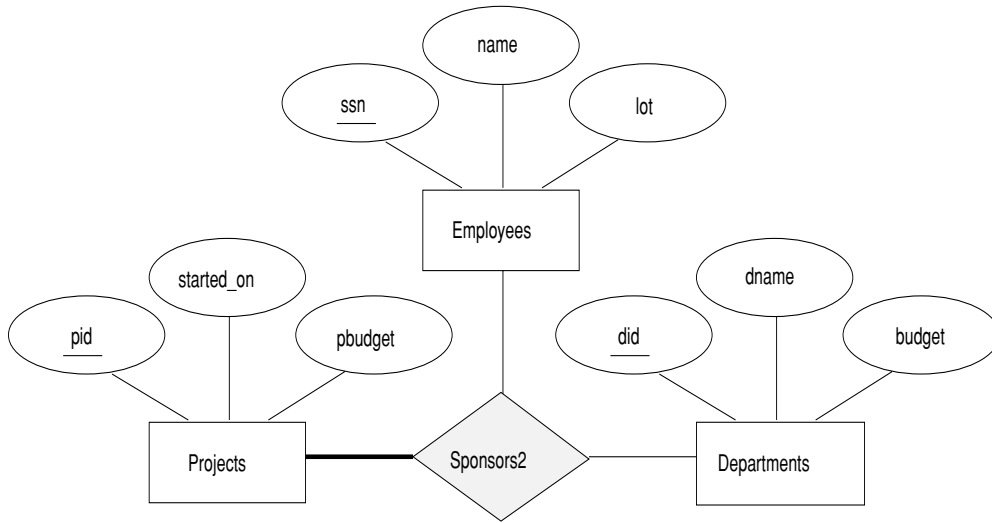 name
ssn
lot
Employees
started_on
dname
pid
pbudget
did
budget
Projects
Sponsors2
Departments